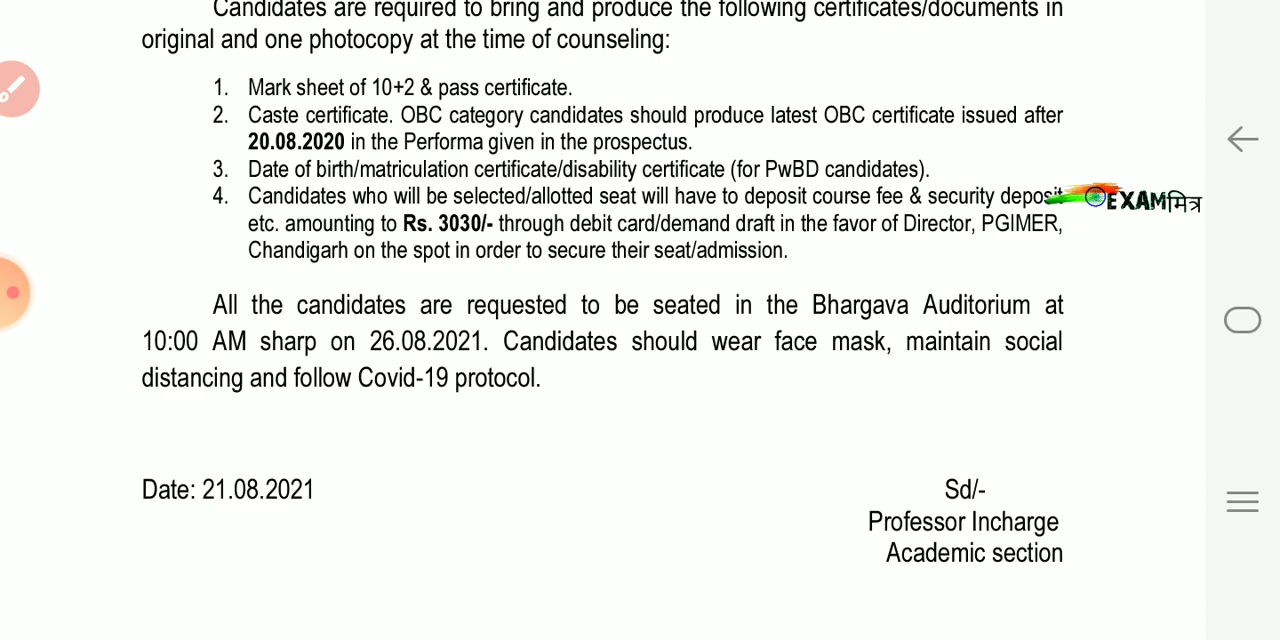 Candidates are required to bring and produce the following certificates/documents in
original and one photocopy at the time of counseling:
1. Mark sheet of 10+2 & pass certificate.
2. Caste certificate. OBC category candidates should produce latest OBC certificate issued after
20.08.2020 in the Performa given in the prospectus.
3. Date of birth/matriculation certificate/disability certificate (for PwBD candidates).
4. Candidates who will be selected/allotted seat will have to deposit course fee & security deposit
etc. amounting to Rs. 3030/- through debit card/demand draft in the favor of Director, PGIMER,
Chandigarh on the spot in order to secure their seat/admission.
EXAMमित्र
All the candidates are requested to be seated in the Bhargava Auditorium at
10:00 AM sharp on 26.08.2021. Candidates should wear face mask, maintain social
distancing and follow Covid-19 protocol.
Date: 21.08.2021
Sd/-
Professor Incharge
Academic section